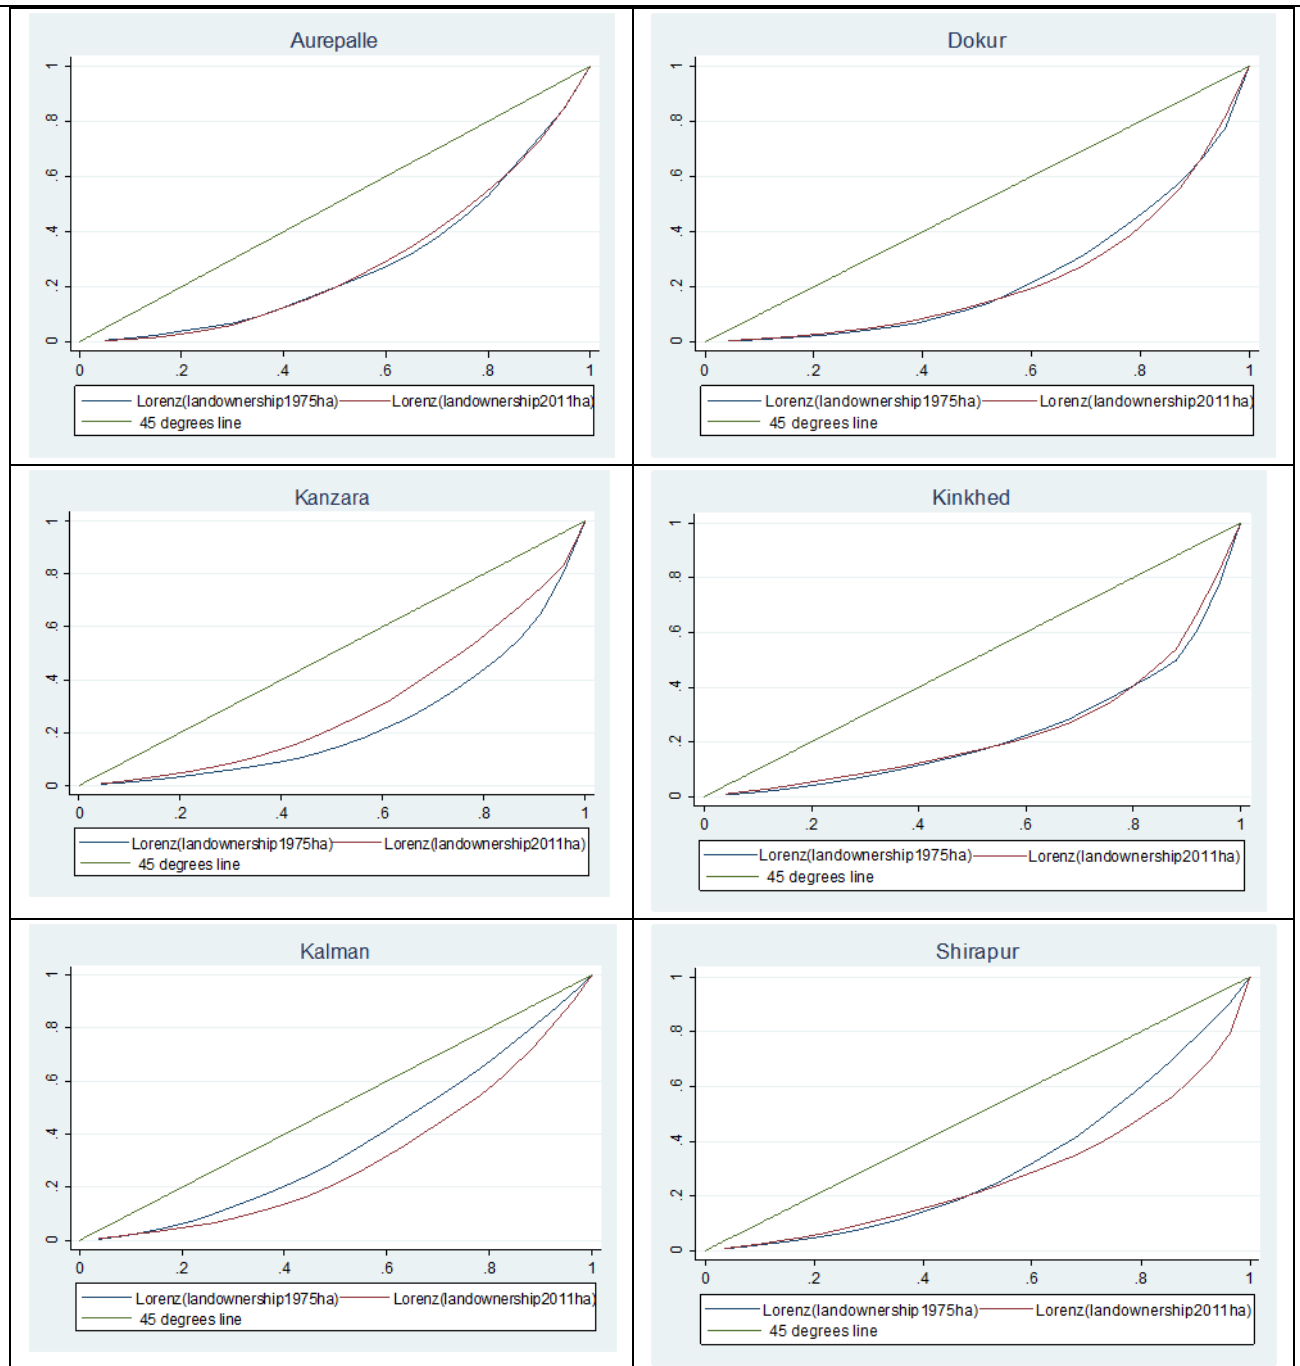 Aurepalle
1
.8
.6
.4
.2
0
0 .2 .4 .6 .8 1
Lorenz(landownership1975ha) Lorenz(landownership2011ha)
45 degrees line
Dokur
1
.8
.6
.4
.2
0
0 .2 .4 .6 .8 1
Lorenz(landownership1975ha) Lorenz(landownership2011ha)
45 degrees line
Kanzara
1
.8
.6
.4
.2
0
0 .2 .4 .6 .8 1
Lorenz(landownership1975ha) Lorenz(landownership2011ha)
45 degrees line
Kinkhed
1
.8
.6
.4
.2
0
0 .2 .4 .6 .8 1
Lorenz(landownership1975ha) Lorenz(landownership2011ha)
45 degrees line
Kalman
1
.8
.6
.4
.2
0
0 .2 .4 .6 .8 1
Lorenz(landownership1975ha) Lorenz(landownership2011ha)
45 degrees line
Shirapur
1
.8
.6
.4
.2
0
0 .2 .4 .6 .8 1
Lorenz(landownership1975ha) Lorenz(landownership2011ha)
45 degrees line